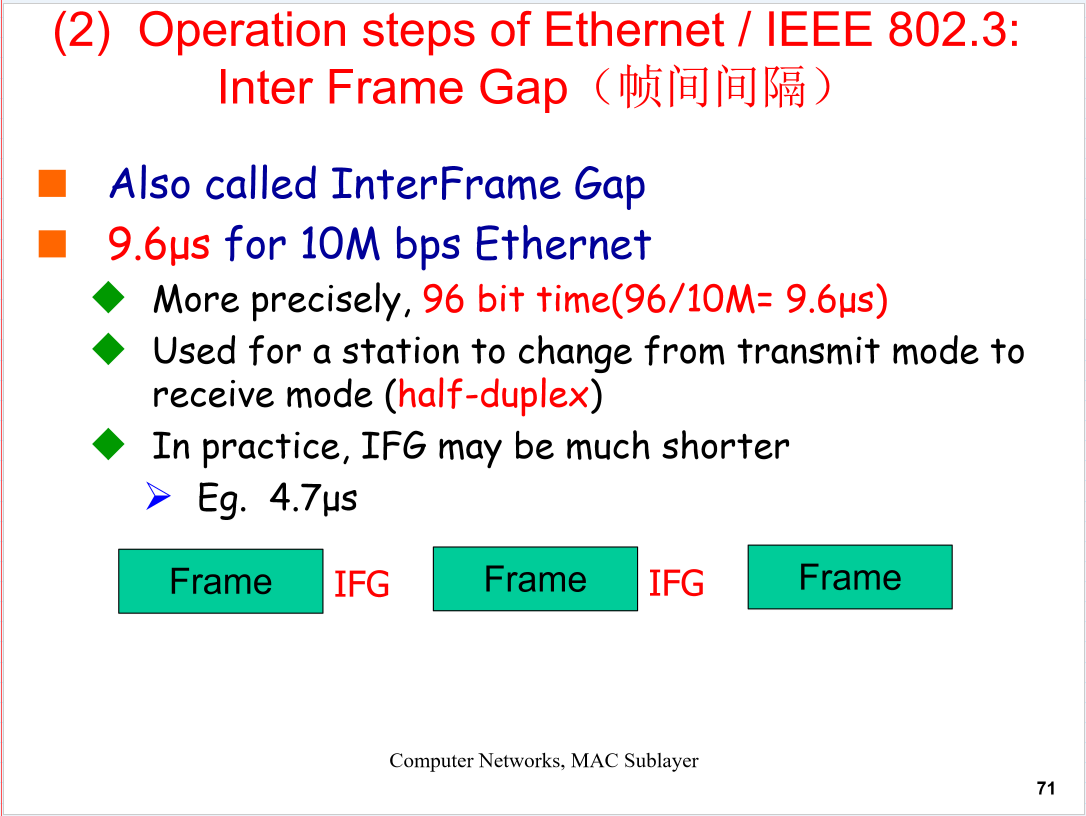 (2) Operation steps of Ethernet / IEEE 802.3:
Inter Frame Gap（帧间间隔）
Also called InterFrame Gap
9.6μs for 10M bps Ethernet
More precisely, 96 bit time(96/10M= 9.6μs)
Used for a station to change from transmit mode to
receive mode (half-duplex)
In practice, IFG may be much shorter
Eg. 4.7μs
Frame IFG Frame IFG Frame
Computer Networks, MAC Sublayer
71